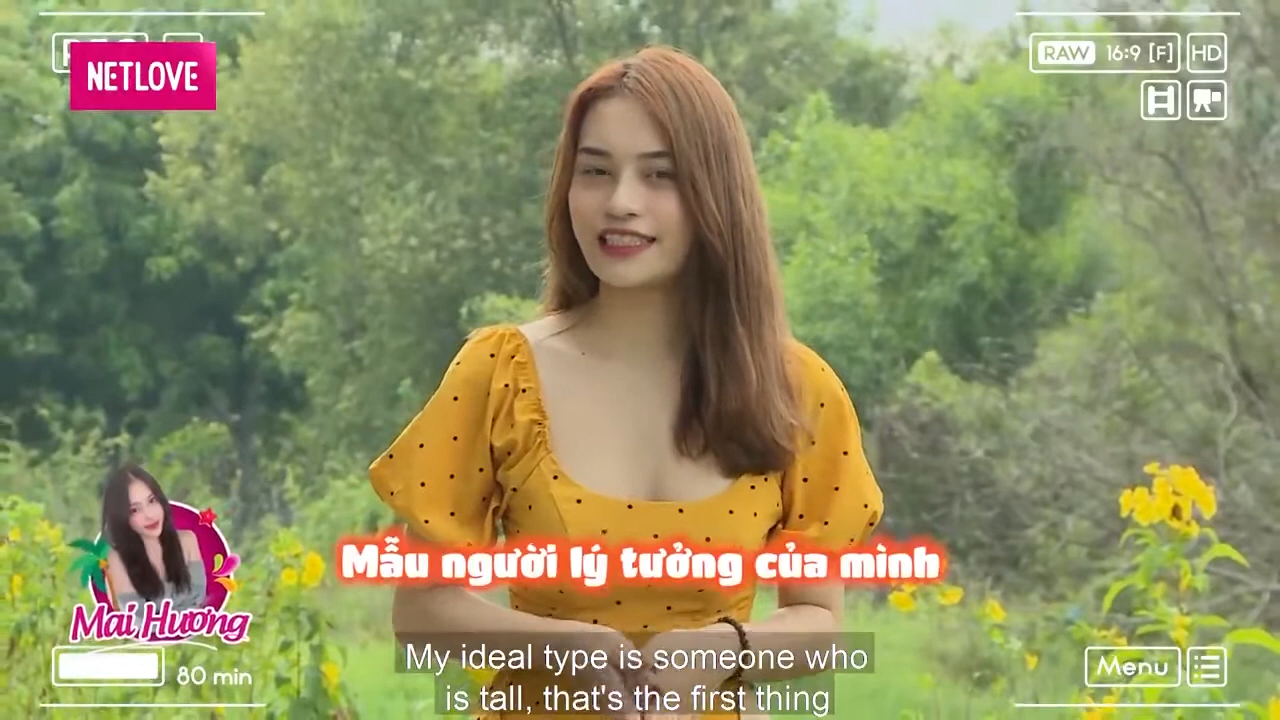 NETLOVE
RAW 16:9 [F] HD
Mẫu người lý tưởng của mình
Mai Hương
80 min
My ideal type is someone who
is tall, that's the first thing
Menu